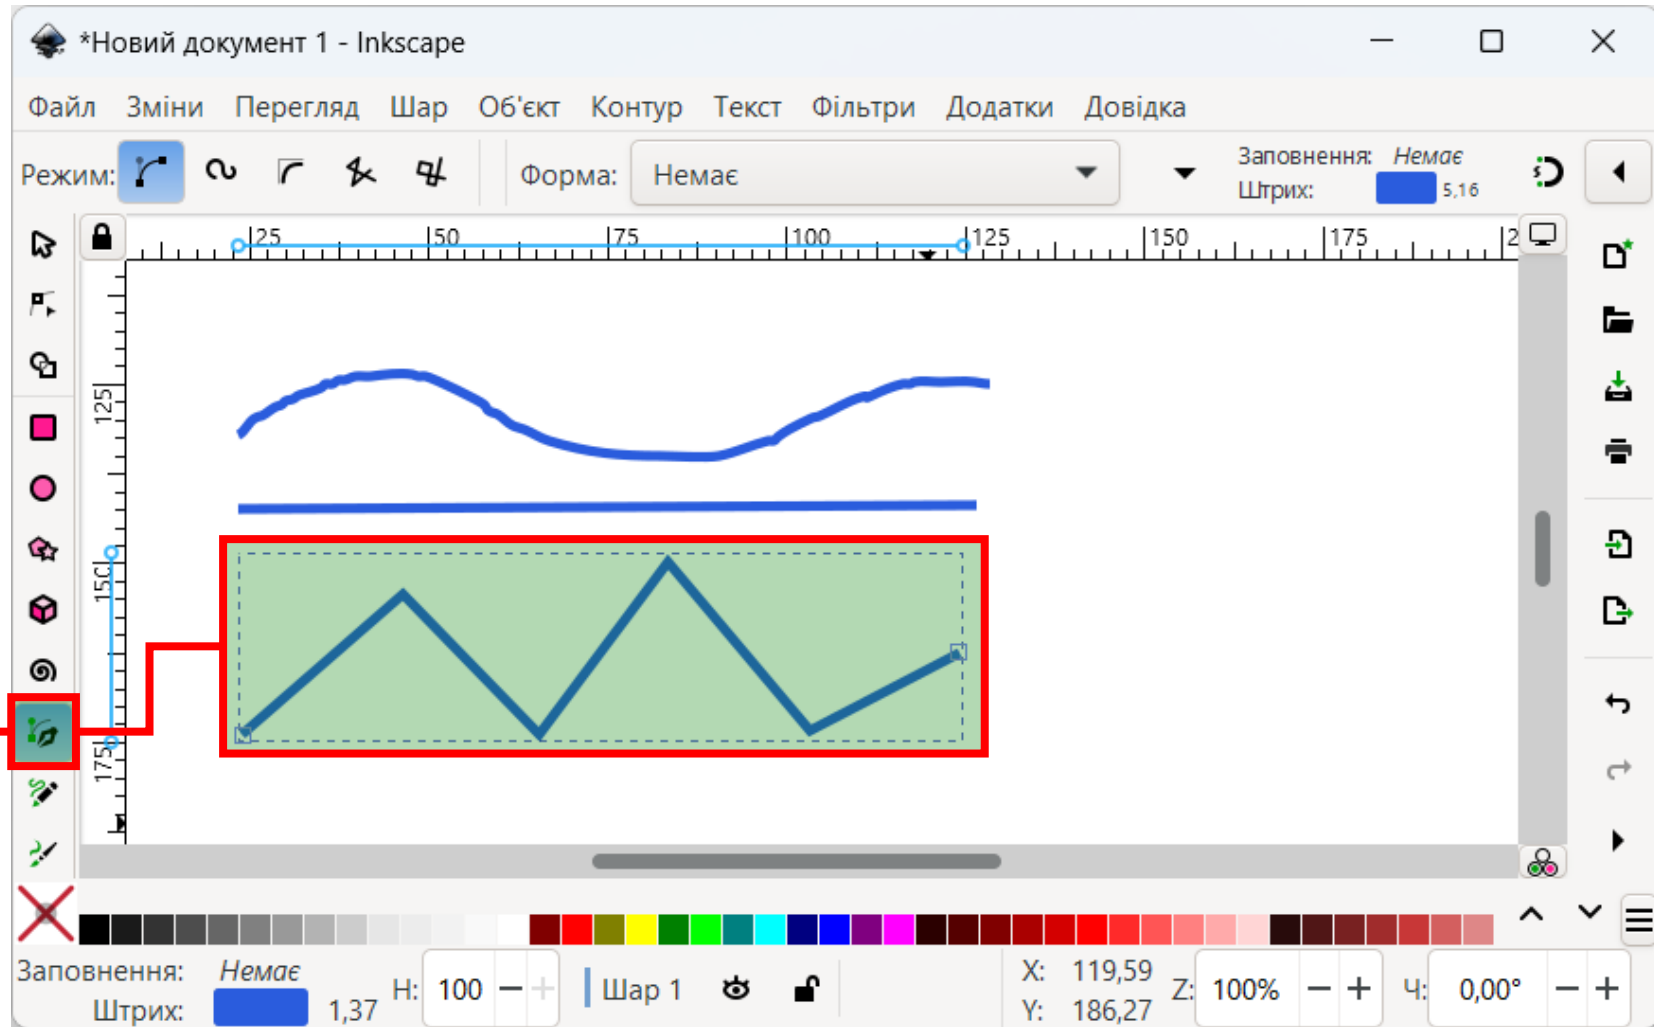 *Новий документ 1 - Inkscape
Файл Зміни Перегляд Шар Об'єкт Контур Текст Фільтри Додатки Довідка
Режим: Форма: Немає
Заповнення: Немає
Штрих: 5,16
25 50 75 100 125 150 175 2
125
150
175
Заповнення: Немає
Штрих: 1,37
Н: 100
Шар 1
X: 119,59
Y: 186,27
Z: 100%
Ч: 0,00°